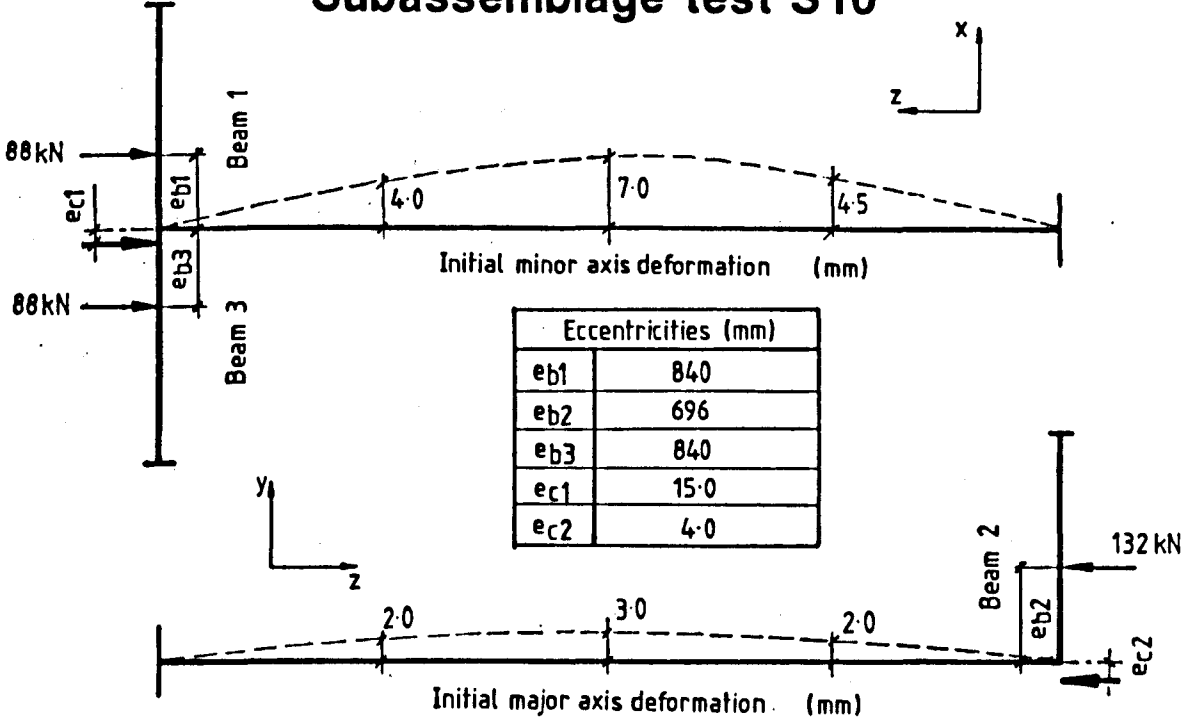 Subassemblage test S10
x
z
88kN
Beam 1
eb1
ec1
4·0
7·0
4·5
eb3
Initial minor axis deformation (mm)
88kN
Beam 3
Eccentricities (mm)
eb1 840
eb2 696
eb3 840
ec1 15·0
ec2 4·0
y
z
Beam 2
132 kN
eb2
2·0
3·0
2·0
ec2
Initial major axis deformation. (mm)